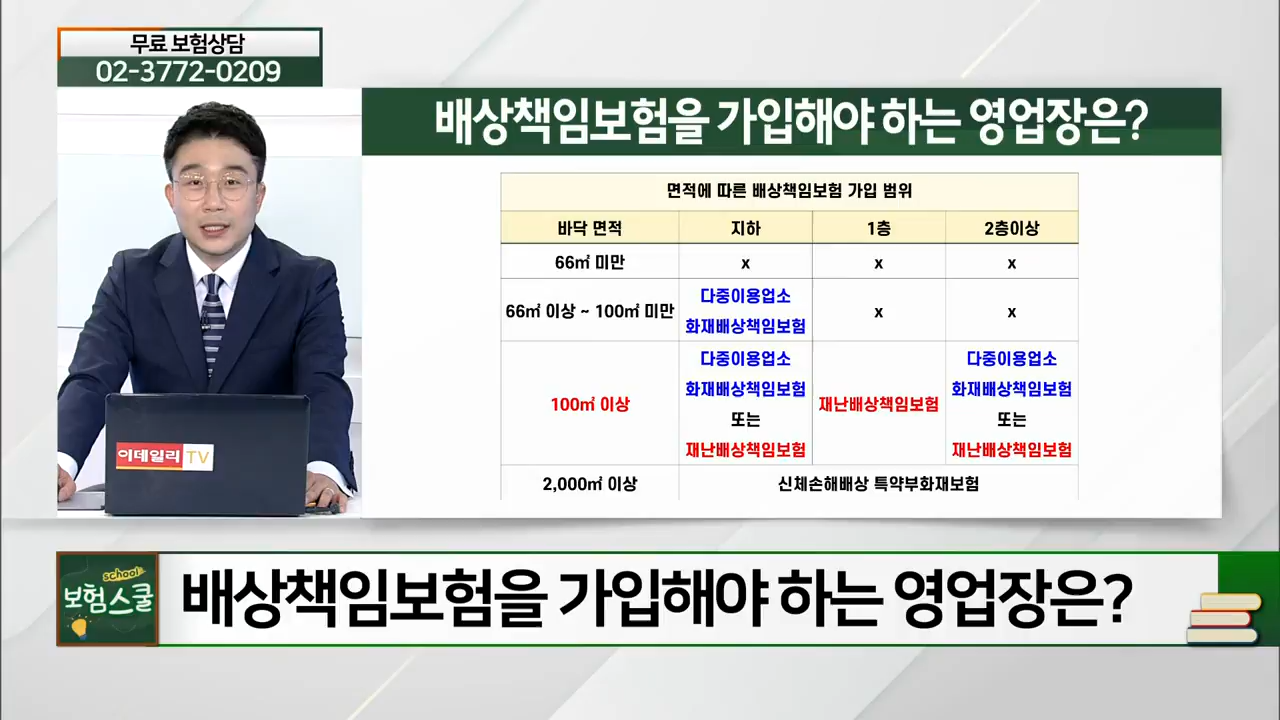 무료 보험상담
02-3772-0209
배상책임보험을 가입해야 하는 영업장은?
면적에 따른 배상책임보험 가입 범위
바닥 면적 지하 1층 2층이상
66㎡ 미만 x x x
66㎡ 이상 ~ 100㎡ 미만 다중이용업소 화재배상책임보험 x x
100㎡ 이상 다중이용업소 화재배상책임보험 또는 재난배상책임보험 재난배상책임보험 다중이용업소 화재배상책임보험 또는 재난배상책임보험
2,000㎡ 이상 신체손해배상 특약부화재보험
이데일리 TV
school
보험스쿨
배상책임보험을 가입해야 하는 영업장은?